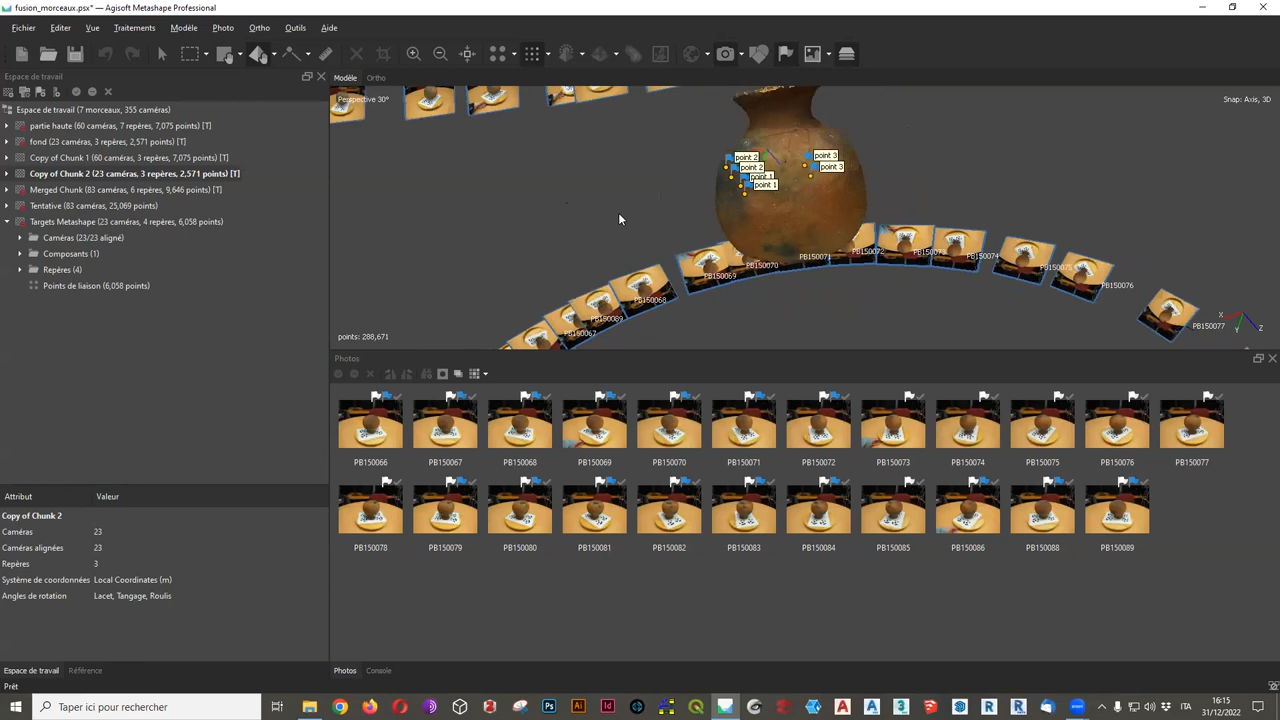 fusion_morceaux.psx* — Agisoft Metashape Professional
Fichier Editer Vue Traitements Modèle Photo Ortho Outils Aide
Espace de travail
Modèle Ortho
Perspective 30°
Snap: Axis, 3D
Espace de travail (7 morceaux, 355 caméras)
partie haute (60 caméras, 7 repères, 7,075 points) [T]
fond (23 caméras, 3 repères, 2,571 points) [T]
Copy of Chunk 1 (60 caméras, 3 repères, 7,075 points) [T]
Copy of Chunk 2 (23 caméras, 3 repères, 2,571 points) [T]
Merged Chunk (83 caméras, 6 repères, 9,646 points) [T]
Tentative (83 caméras, 25,069 points)
Targets Metashape (23 caméras, 4 repères, 6,058 points)
Caméras (23/23 aligné)
Composants (1)
Repères (4)
Points de liaison (6,058 points)
point 2
point 2
point 1
point 1
point 3
point 3
PB150067
PB150089
PB150068
PB150069
PB150070
PB150071
PB150072
PB150073
PB150074
PB150075
PB150076
PB150077
X Y Z
points: 288,671
Photos
PB150066 PB150067 PB150068 PB150069 PB150070 PB150071 PB150072 PB150073 PB150074 PB150075 PB150076 PB150077
PB150078 PB150079 PB150080 PB150081 PB150082 PB150083 PB150084 PB150085 PB150086 PB150088 PB150089
Attribut Valeur
Copy of Chunk 2
Caméras 23
Caméras alignées 23
Repères 3
Système de coordonnées Local Coordinates (m)
Angles de rotation Lacet, Tangage, Roulis
Espace de travail Référence
Photos Console
Prêt
Taper ici pour rechercher
ITA
16:15
31/12/2022